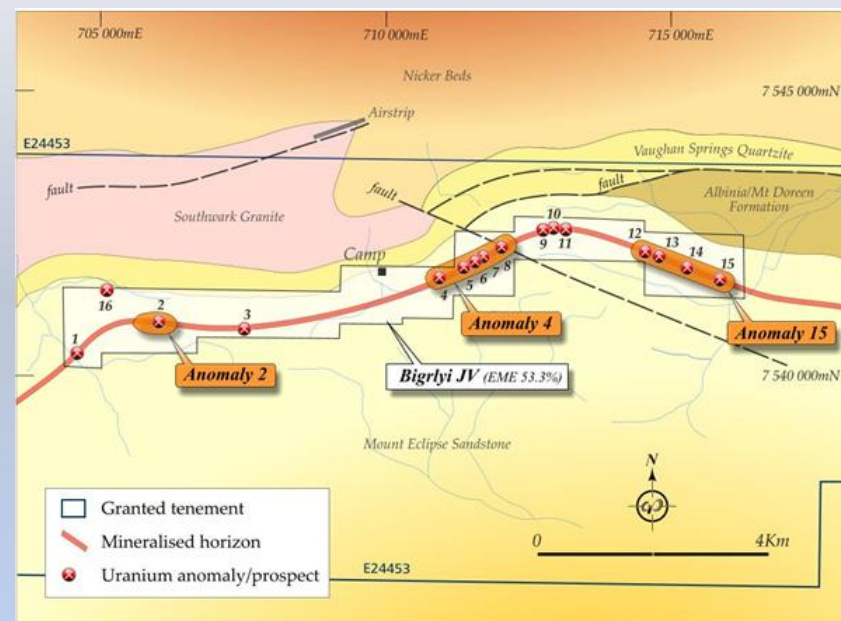 705 000mE
710 000mE
715 000mE
Nicker Beds
7 545 000mN
Airstrip
E24453
Vaughan Springs Quartzite
fault
fault
fault
Albinia/Mt Doreen
Formation
Southwark Granite
10
9
11
12
13
Camp
8
14
7
6
5
15
4
16
2
3
1
Anomaly 4
Anomaly 15
Anomaly 2
Bigrlyi JV (EME 53.3%)
7 540 000mN
Mount Eclipse Sandstone
N
Granted tenement
Mineralised horizon
Uranium anomaly/prospect
0
4Km
E24453